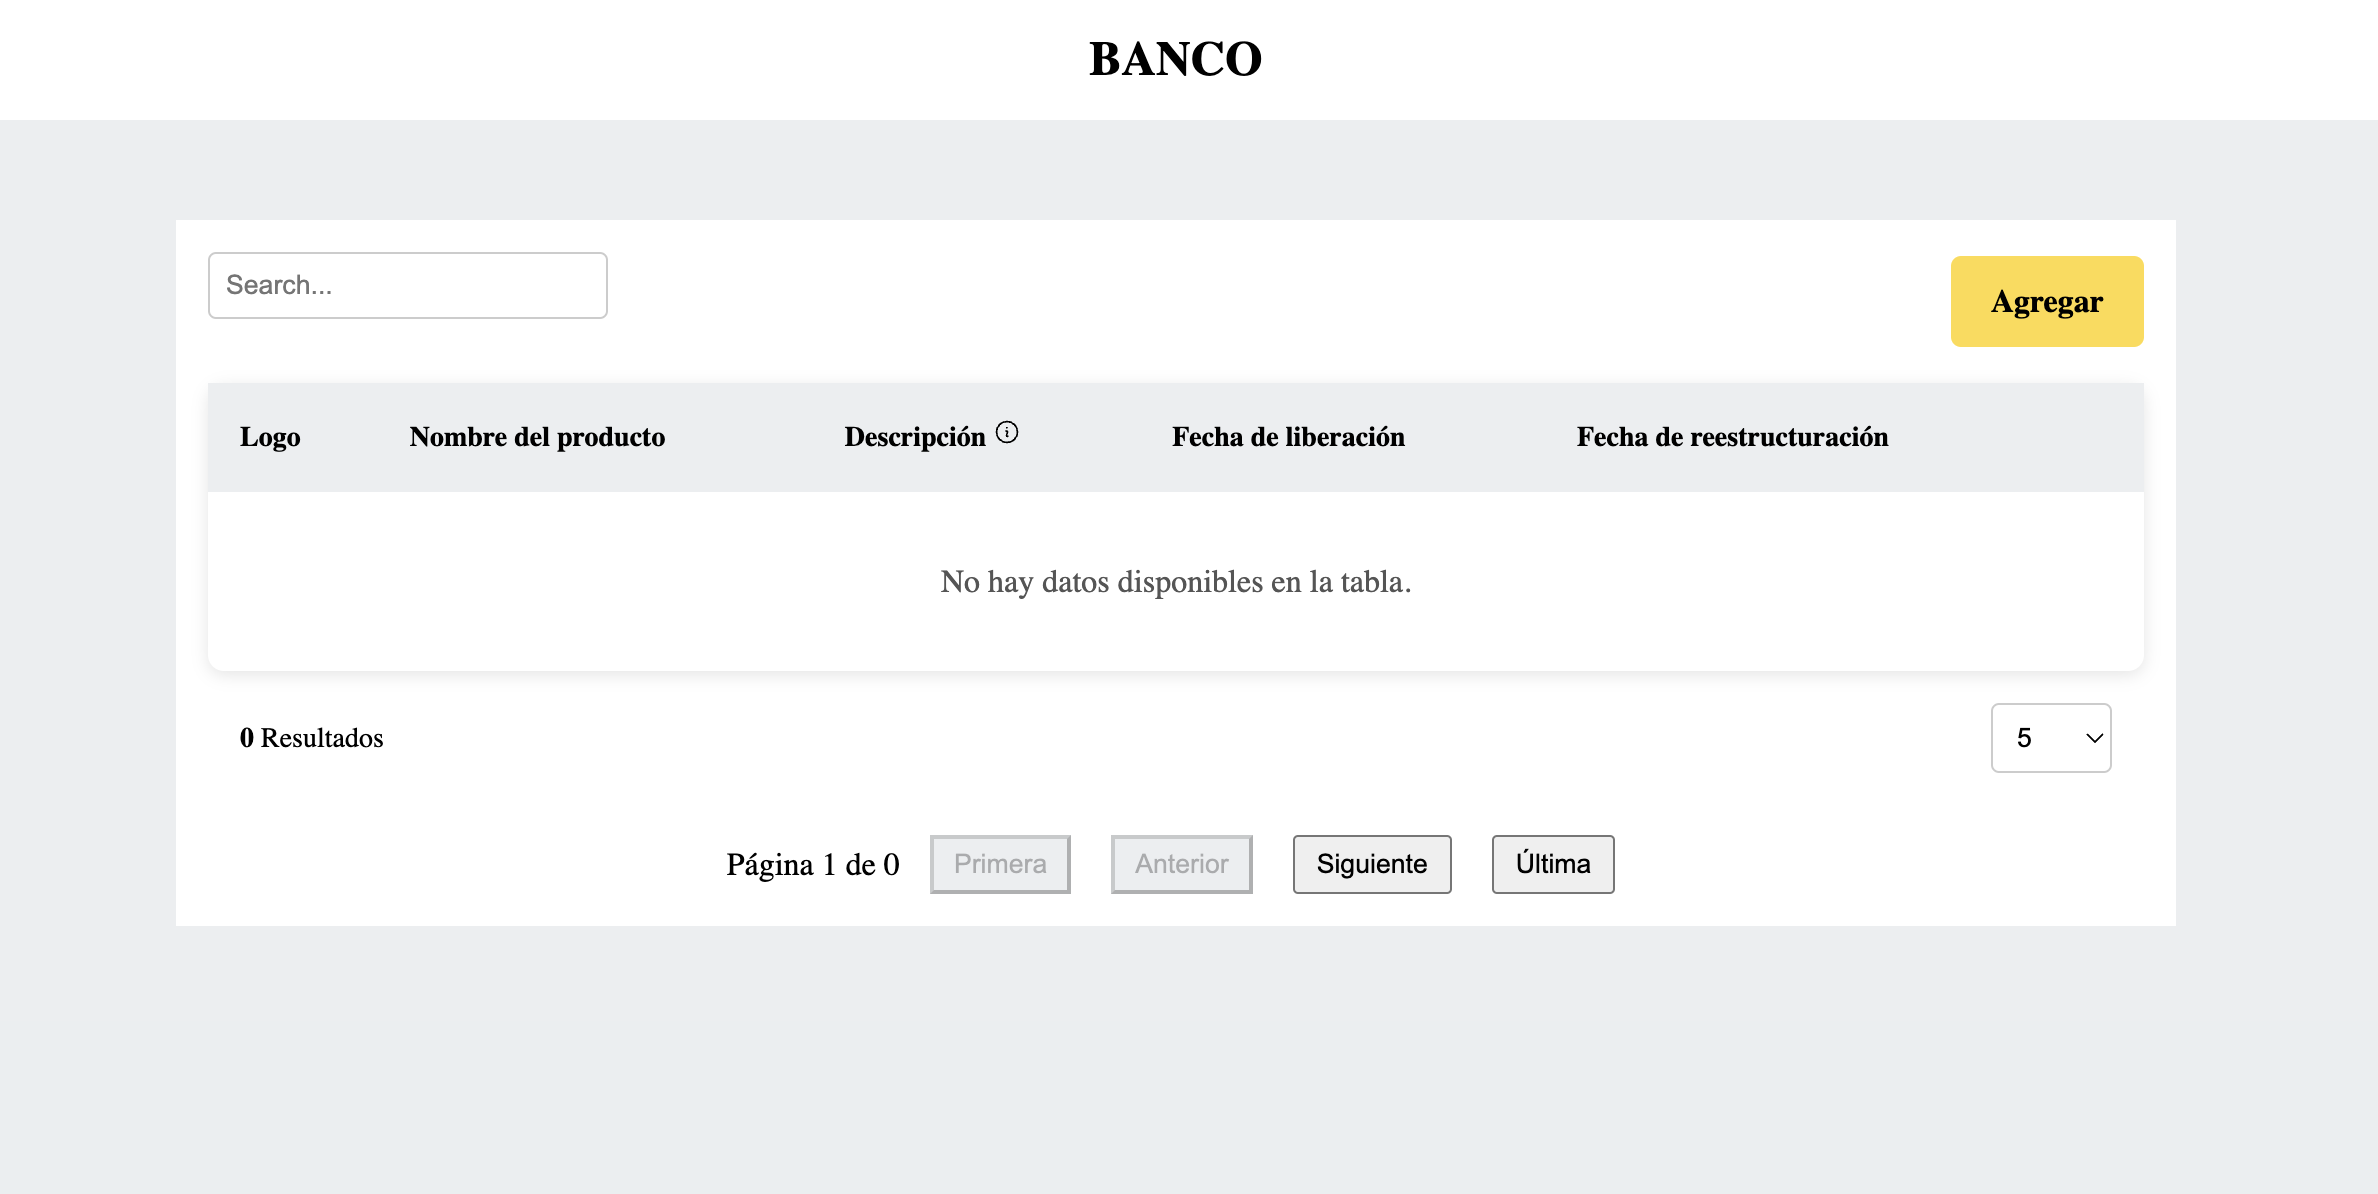 BANCO
Search...
Agregar
Logo Nombre del producto Descripción Fecha de liberación Fecha de reestructuración
No hay datos disponibles en la tabla.
0 Resultados
5
Página 1 de 0 Primera Anterior Siguiente Última